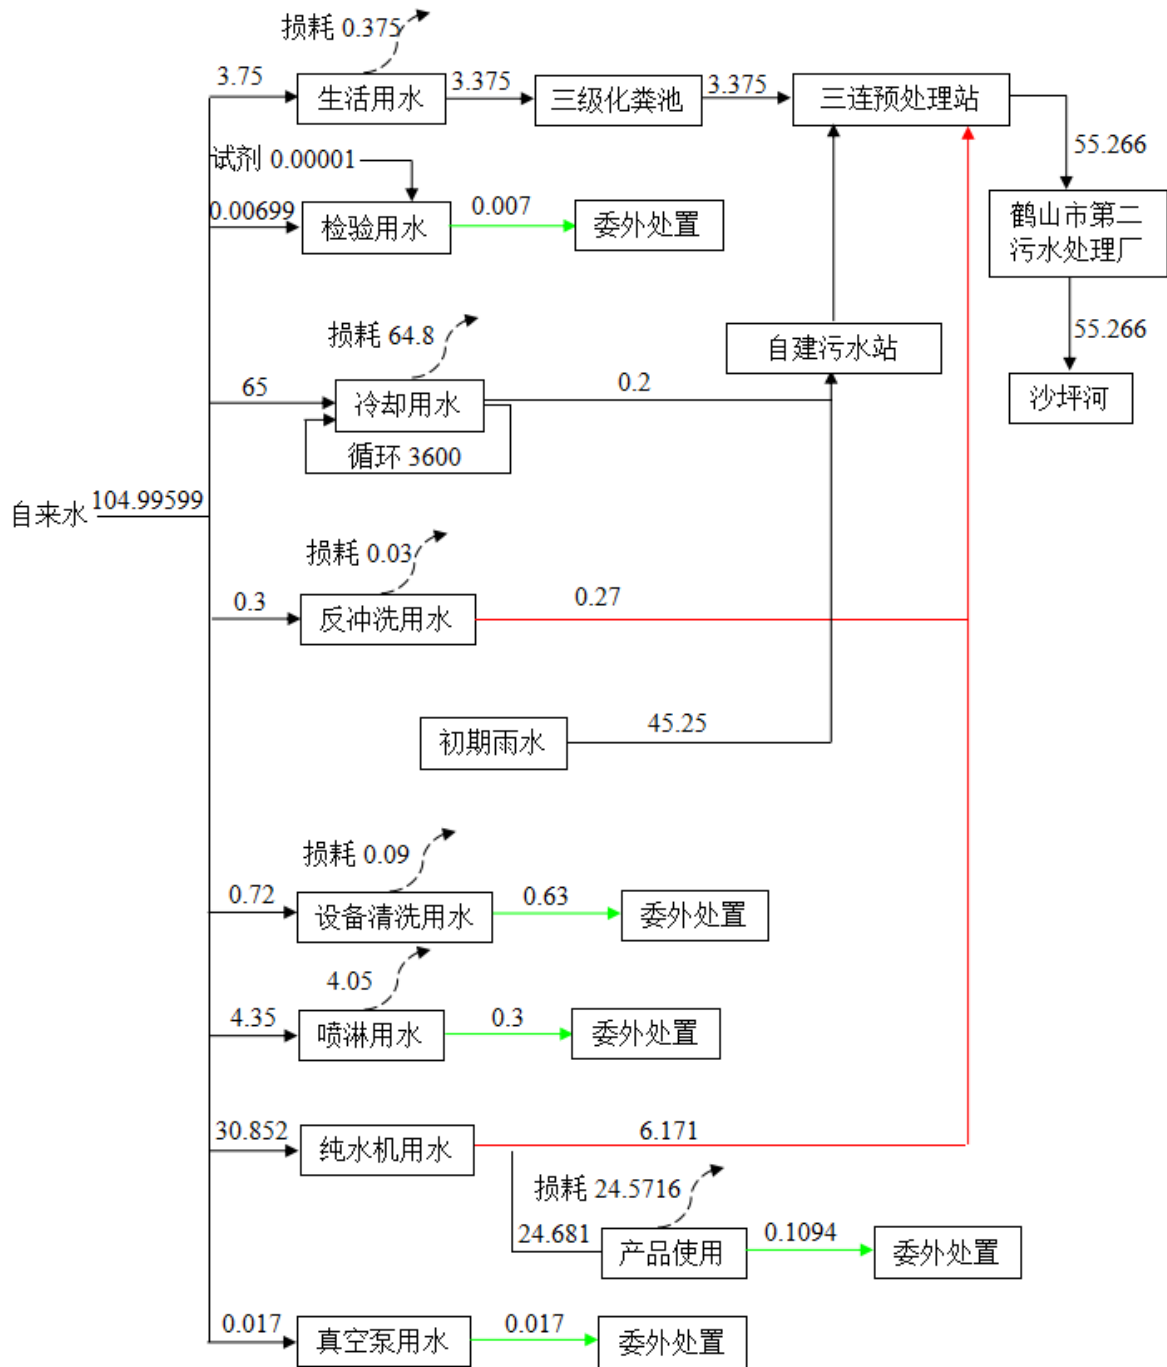 损耗 0.375
3.75
生活用水
3.375
三级化粪池
3.375
三连预处理站
55.266
试剂 0.00001
0.00699
检验用水
0.007
委外处置
鹤山市第二
污水处理厂
55.266
沙坪河
损耗 64.8
自建污水站
65
冷却用水
0.2
循环 3600
自来水
104.99599
损耗 0.03
0.3
反冲洗用水
0.27
初期雨水
45.25
损耗 0.09
0.72
设备清洗用水
0.63
委外处置
4.05
4.35
喷淋用水
0.3
委外处置
30.852
纯水机用水
6.171
损耗 24.5716
24.681
产品使用
0.1094
委外处置
0.017
真空泵用水
0.017
委外处置